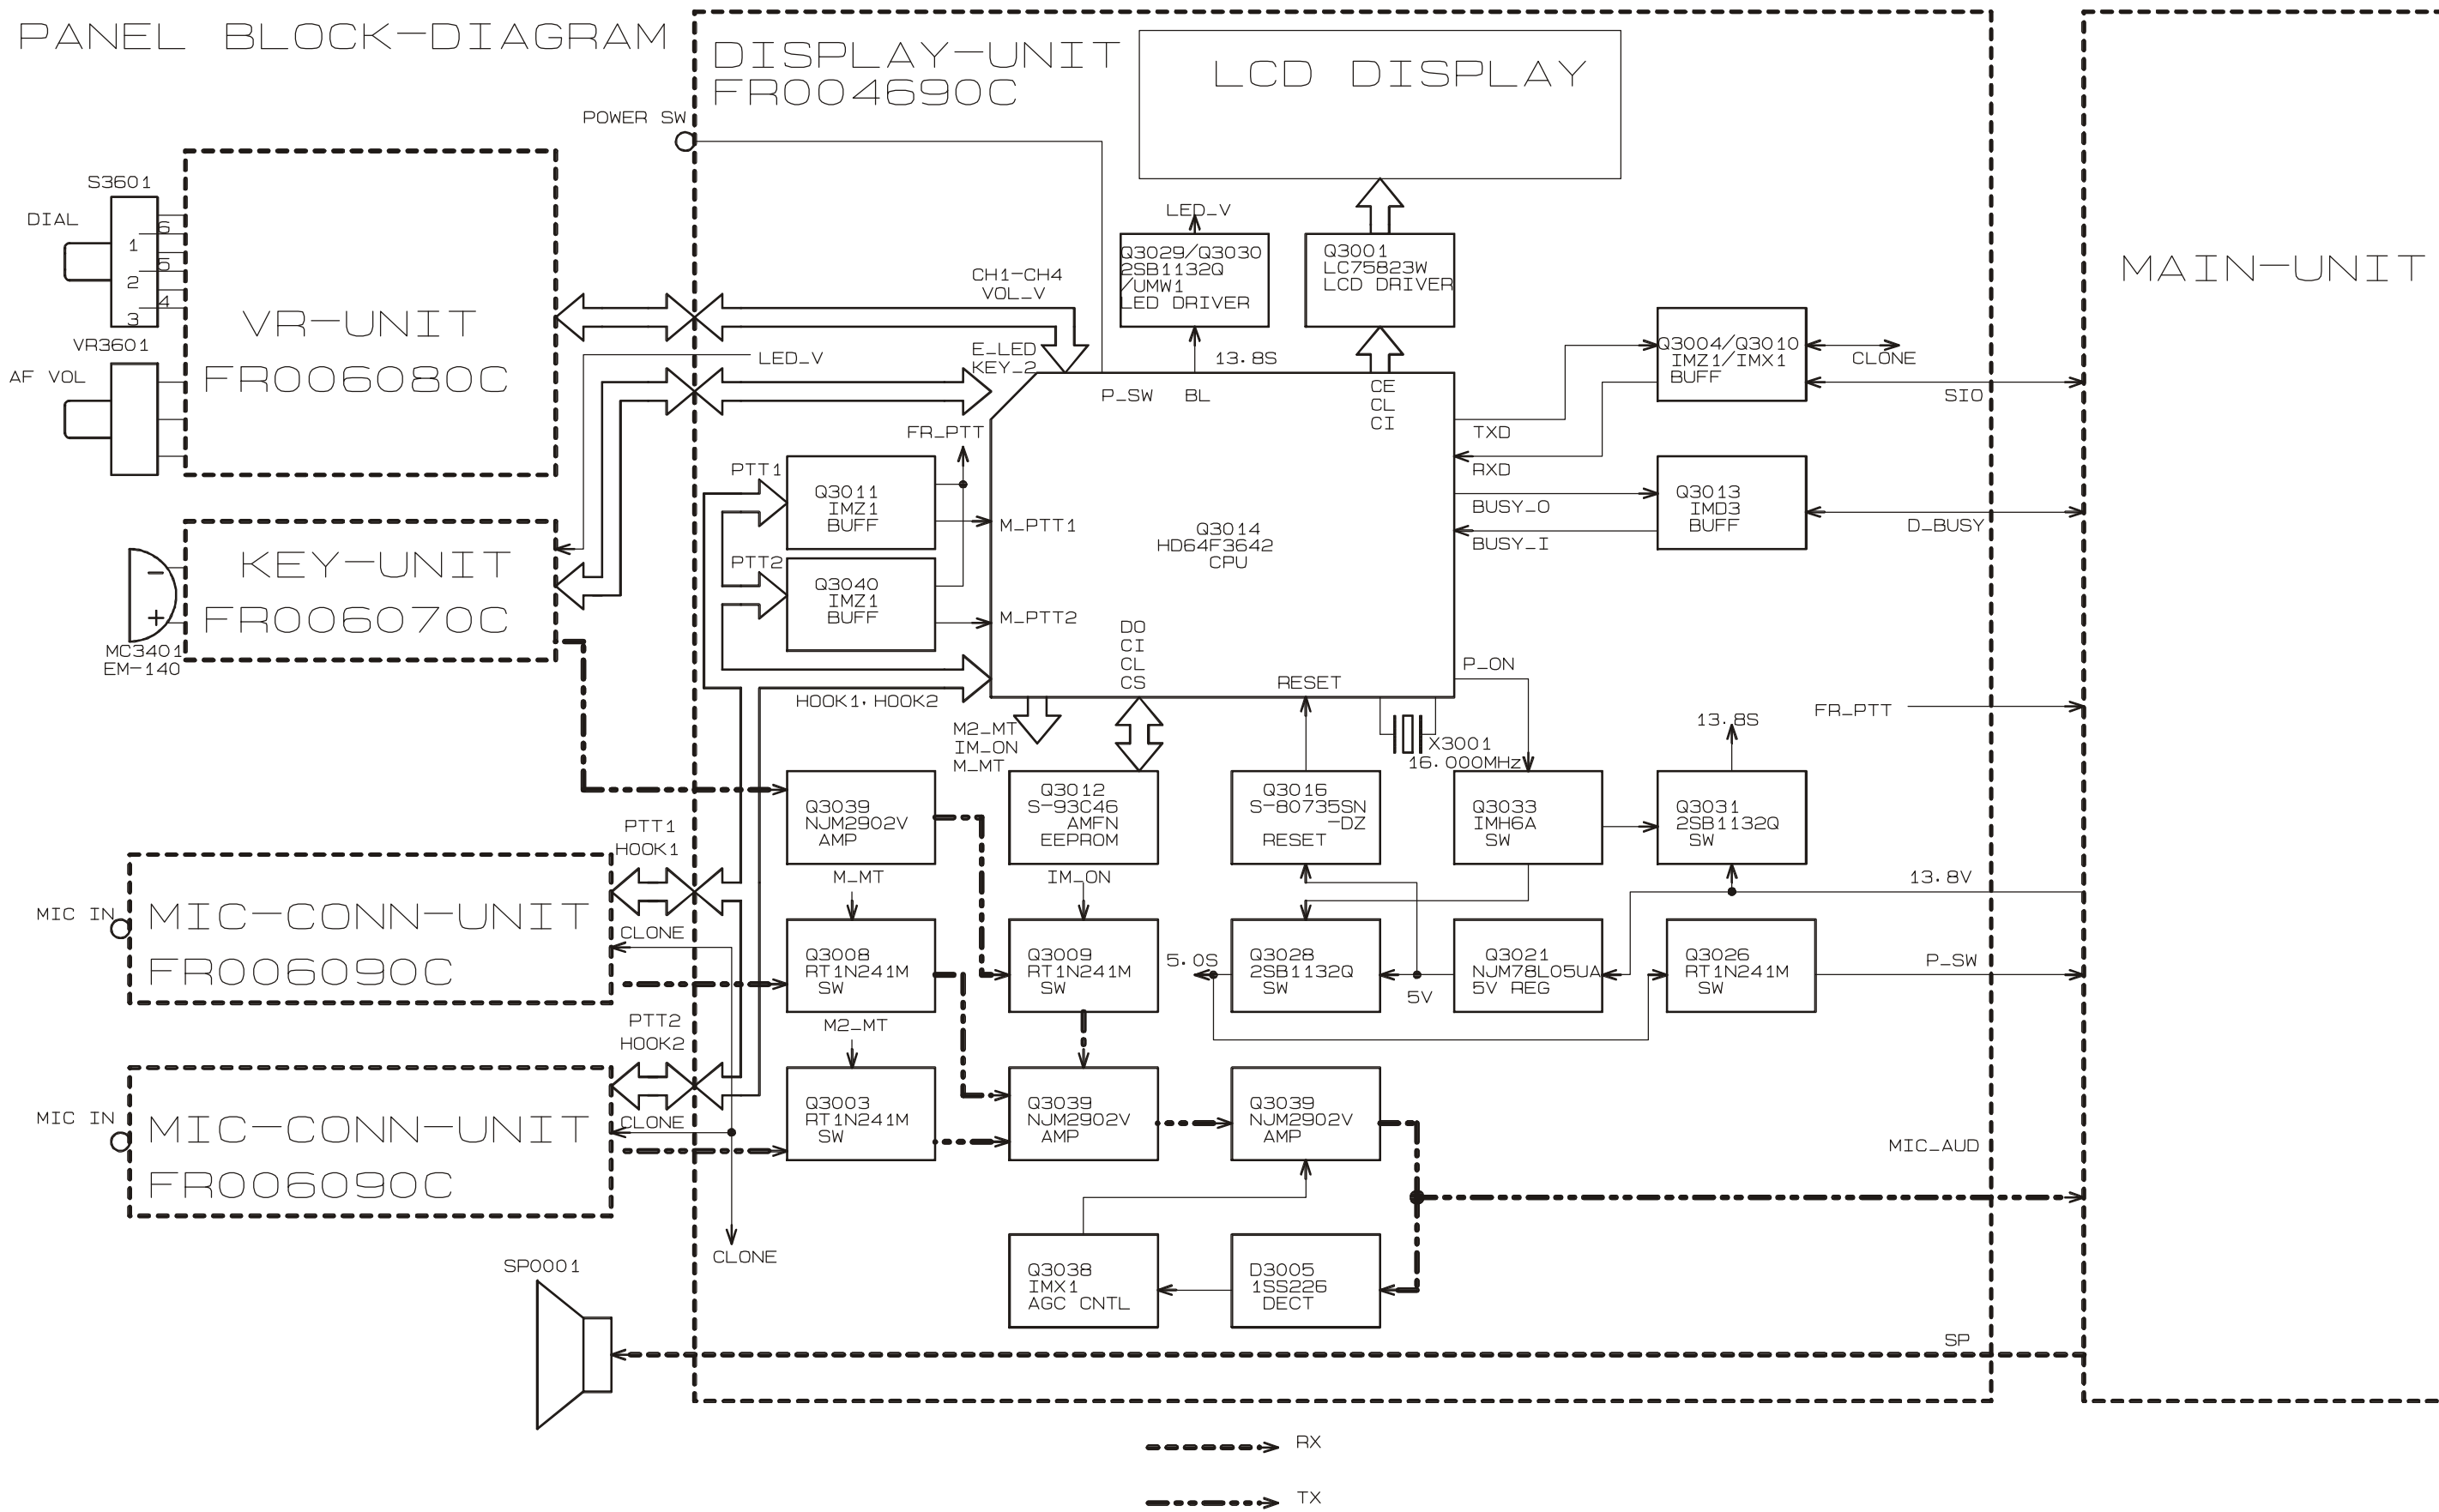 PANEL BLOCK-DIAGRAM
DISPLAY-UNIT
FR004690C
LCD DISPLAY
MAIN-UNIT
POWER SW
S3601
DIAL
6
1
5
2
4
3
VR3601
AF VOL
VR-UNIT
FR006080C
LED_V
Q3029/Q3030
2SB1132Q
/UMW1
LED DRIVER
Q3001
LC75823W
LCD DRIVER
CH1-CH4
VOL_V
LED_V
E_LED
KEY_2
13.8S
Q3004/Q3010
IMZ1/IMX1
BUFF
CLONE
SIO
P_SW
BL
CE
CL
CI
TXD
RXD
BUSY_O
BUSY_I
Q3013
IMD3
BUFF
D_BUSY
FR_PTT
PTT1
Q3011
IMZ1
BUFF
M_PTT1
PTT2
Q3040
IMZ1
BUFF
M_PTT2
Q3014
HD64F3642
CPU
KEY-UNIT
FR006070C
MC3401
EM-140
DO
CI
CL
CS
RESET
P_ON
HOOK1,HOOK2
M2_MT
IM_ON
M_MT
X3001
16.000MHz
13.8S
FR_PTT
Q3039
NJM2902V
AMP
Q3012
S-93C46
AMFN
EEPROM
Q3016
S-80735SN
-DZ
RESET
Q3033
IMH6A
SW
Q3031
2SB1132Q
SW
PTT1
HOOK1
M_MT
IM_ON
13.8V
MIC IN
MIC-CONN-UNIT
FR006090C
CLONE
Q3008
RT1N241M
SW
Q3009
RT1N241M
SW
5.0S
Q3028
2SB1132Q
SW
5V
Q3021
NJM78L05UA
5V REG
Q3026
RT1N241M
SW
P_SW
PTT2
HOOK2
M2_MT
MIC IN
MIC-CONN-UNIT
FR006090C
CLONE
Q3003
RT1N241M
SW
Q3039
NJM2902V
AMP
Q3039
NJM2902V
AMP
MIC_AUD
CLONE
SP0001
Q3038
IMX1
AGC CNTL
D3005
1SS226
DECT
SP
RX
TX